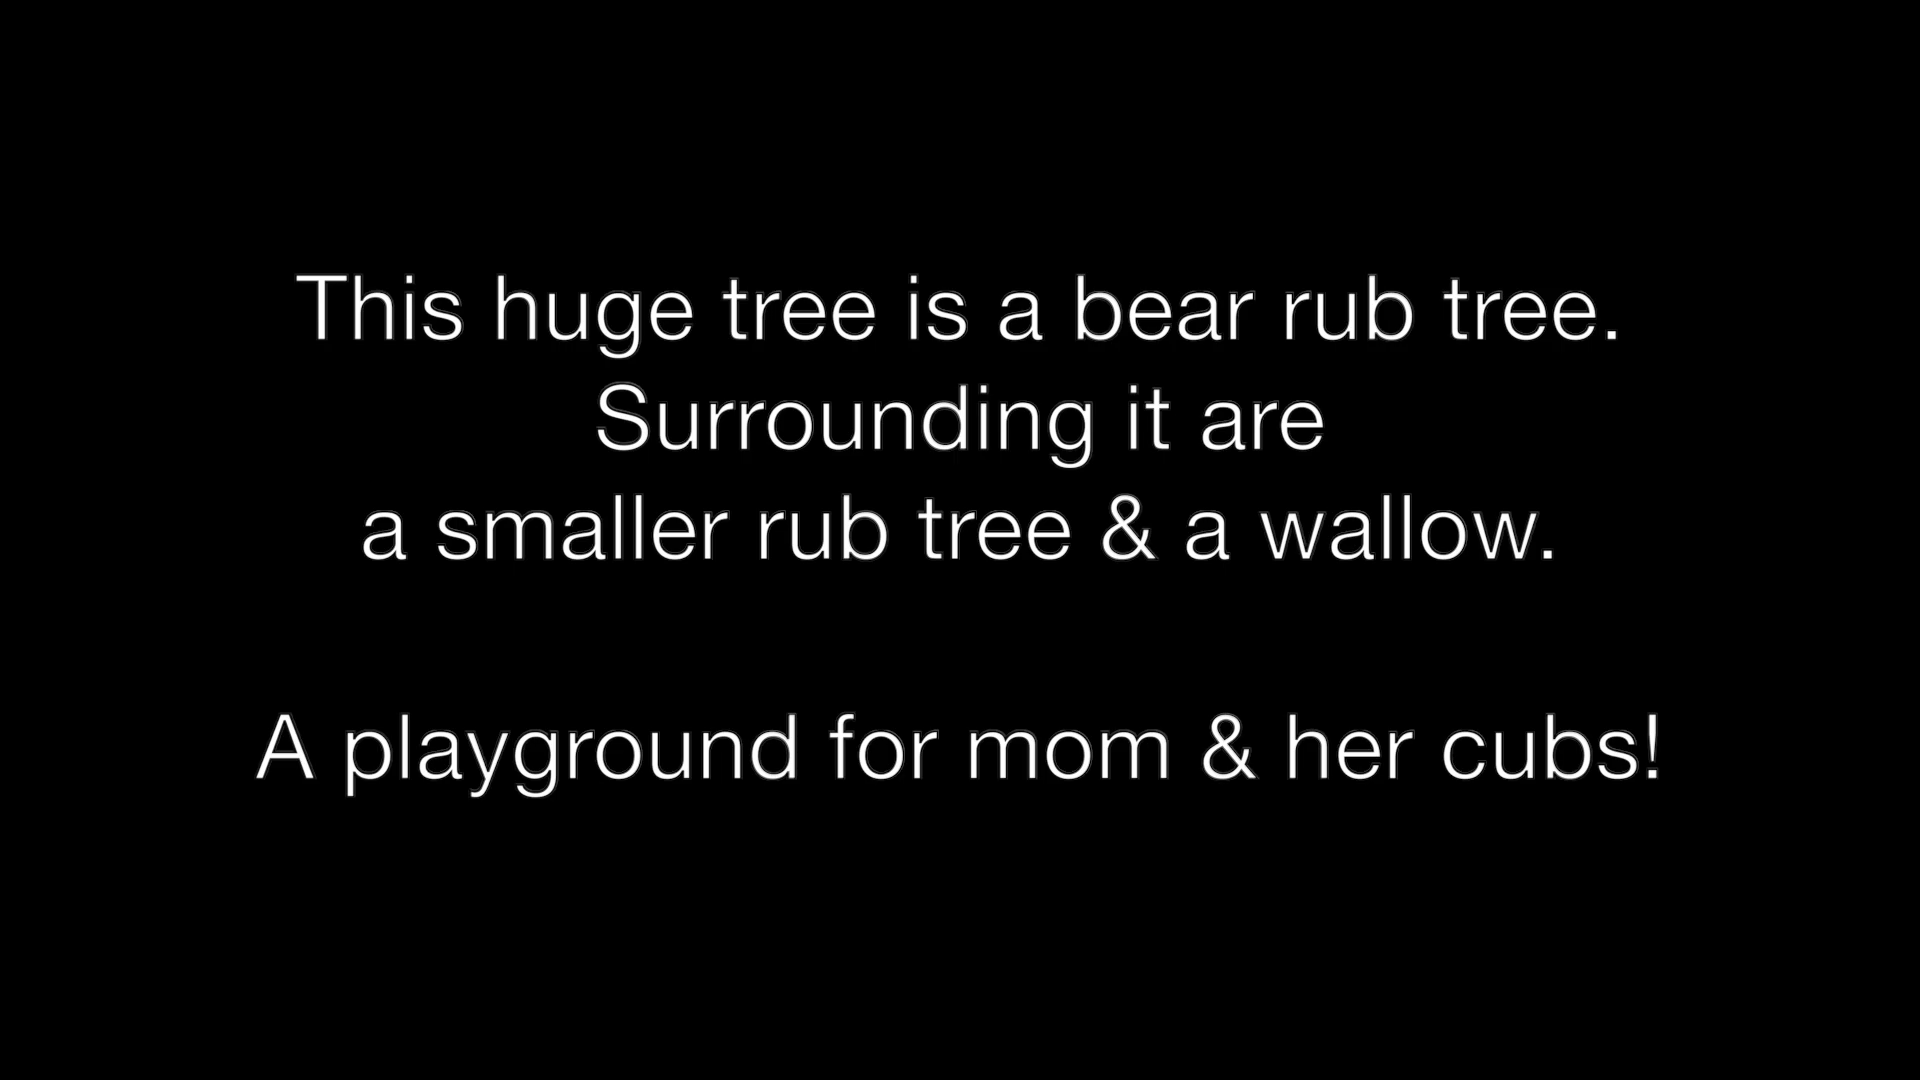 This huge tree is a bear rub tree.
Surrounding it are
a smaller rub tree & a wallow.
A playground for mom & her cubs!